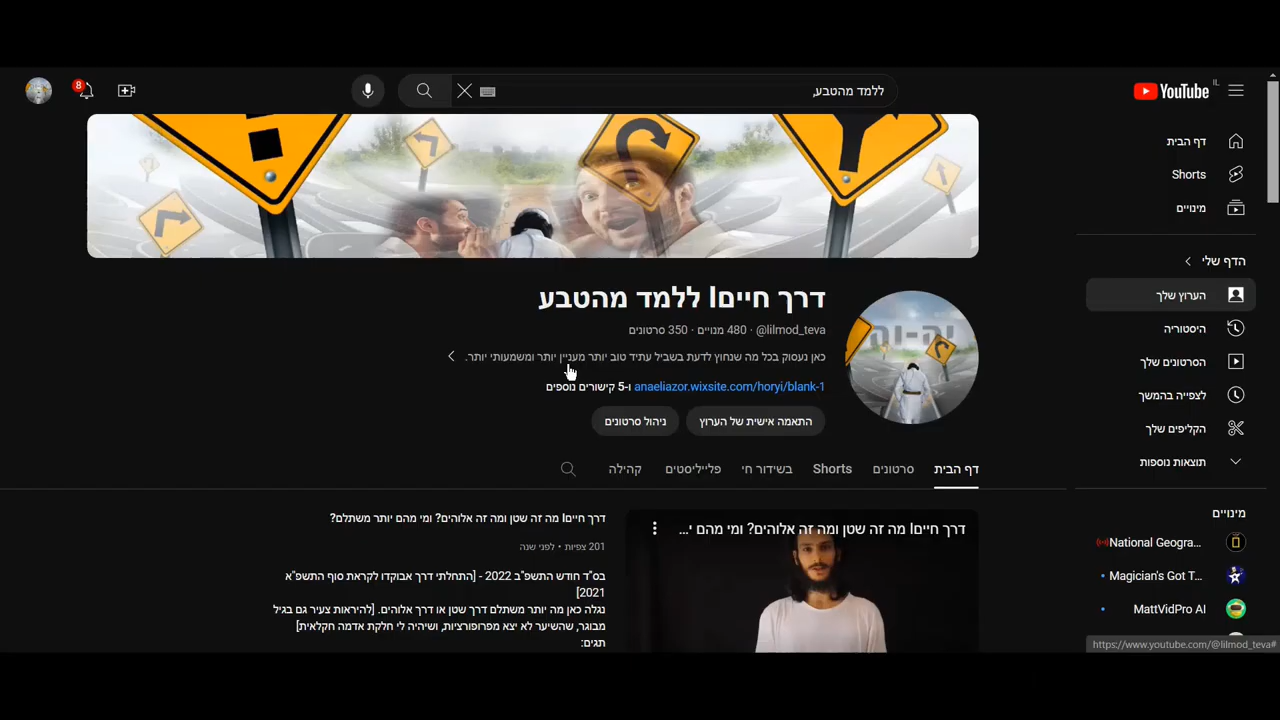 8
ללמד מהטבע,
YouTube IL
דף הבית
Shorts
מינויים
הדף שלי
הערוץ שלך
היסטוריה
הסרטונים שלך
לצפייה בהמשך
הקליפים שלך
תוצאות נוספות
מינויים
National Geogra...
Magician's Got T...
MattVidPro AI
יה-וה
דרך חיים| ללמד מהטבע
@lilmod_teva · 480 מנויים · 350 סרטונים
כאן נעסוק בכל מה שנחוץ לדעת בשביל עתיד טוב יותר מעניין יותר ומשמעותי יותר.
anaeliazor.wixsite.com/horyi/blank-1 ו-5 קישורים נוספים
התאמה אישית של הערוץ
ניהול סרטונים
דף הבית
סרטונים
Shorts
בשידור חי
פלייליסטים
קהילה
דרך חיים| מה זה שטן ומה זה אלוהים? ומי מהם י...
דרך חיים| מה זה שטן ומה זה אלוהים? ומי מהם יותר משתלם?
201 צפיות • לפני שנה
בס"ד חודש התשפ"ב 2022 - [התחלתי דרך אבוקדו לקראת סוף התשפ"א
2021]
נגלה כאן מה יותר משתלם דרך שטן או דרך אלוהים. [להיראות צעיר גם בגיל
מבוגר, שהשיער לא יצא מפרופורציות, ושיהיה לי חלקת אדמה חקלאית]
תגים:
https://www.youtube.com/@lilmod_teva#